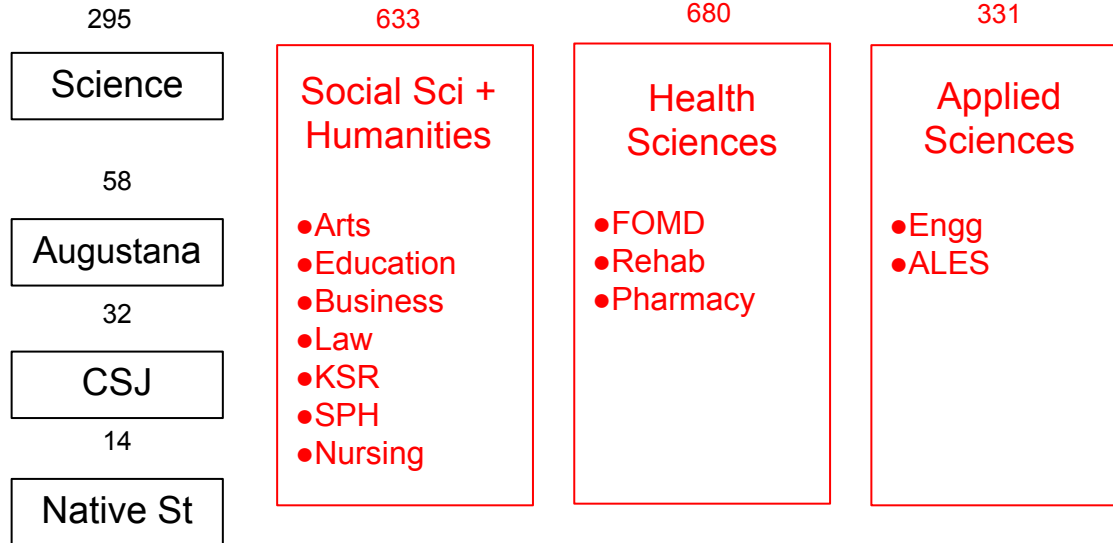 295
Science
58
Augustana
32
CSJ
14
Native St
633
Social Sci +
Humanities
●Arts
●Education
●Business
●Law
●KSR
●SPH
●Nursing
680
Health
Sciences
●FOMD
●Rehab
●Pharmacy
331
Applied
Sciences
●Engg
●ALES